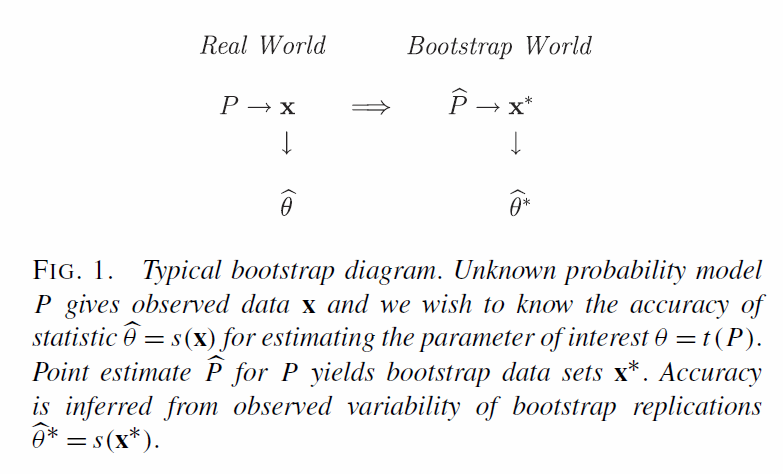 Real World Bootstrap World
P → x ⟹ P̂ → x*
↓ ↓
θ̂ θ̂*
FIG. 1. Typical bootstrap diagram. Unknown probability model
P gives observed data x and we wish to know the accuracy of
statistic θ̂ = s(x) for estimating the parameter of interest θ = t(P).
Point estimate P̂ for P yields bootstrap data sets x*. Accuracy
is inferred from observed variability of bootstrap replications
θ̂* = s(x*).